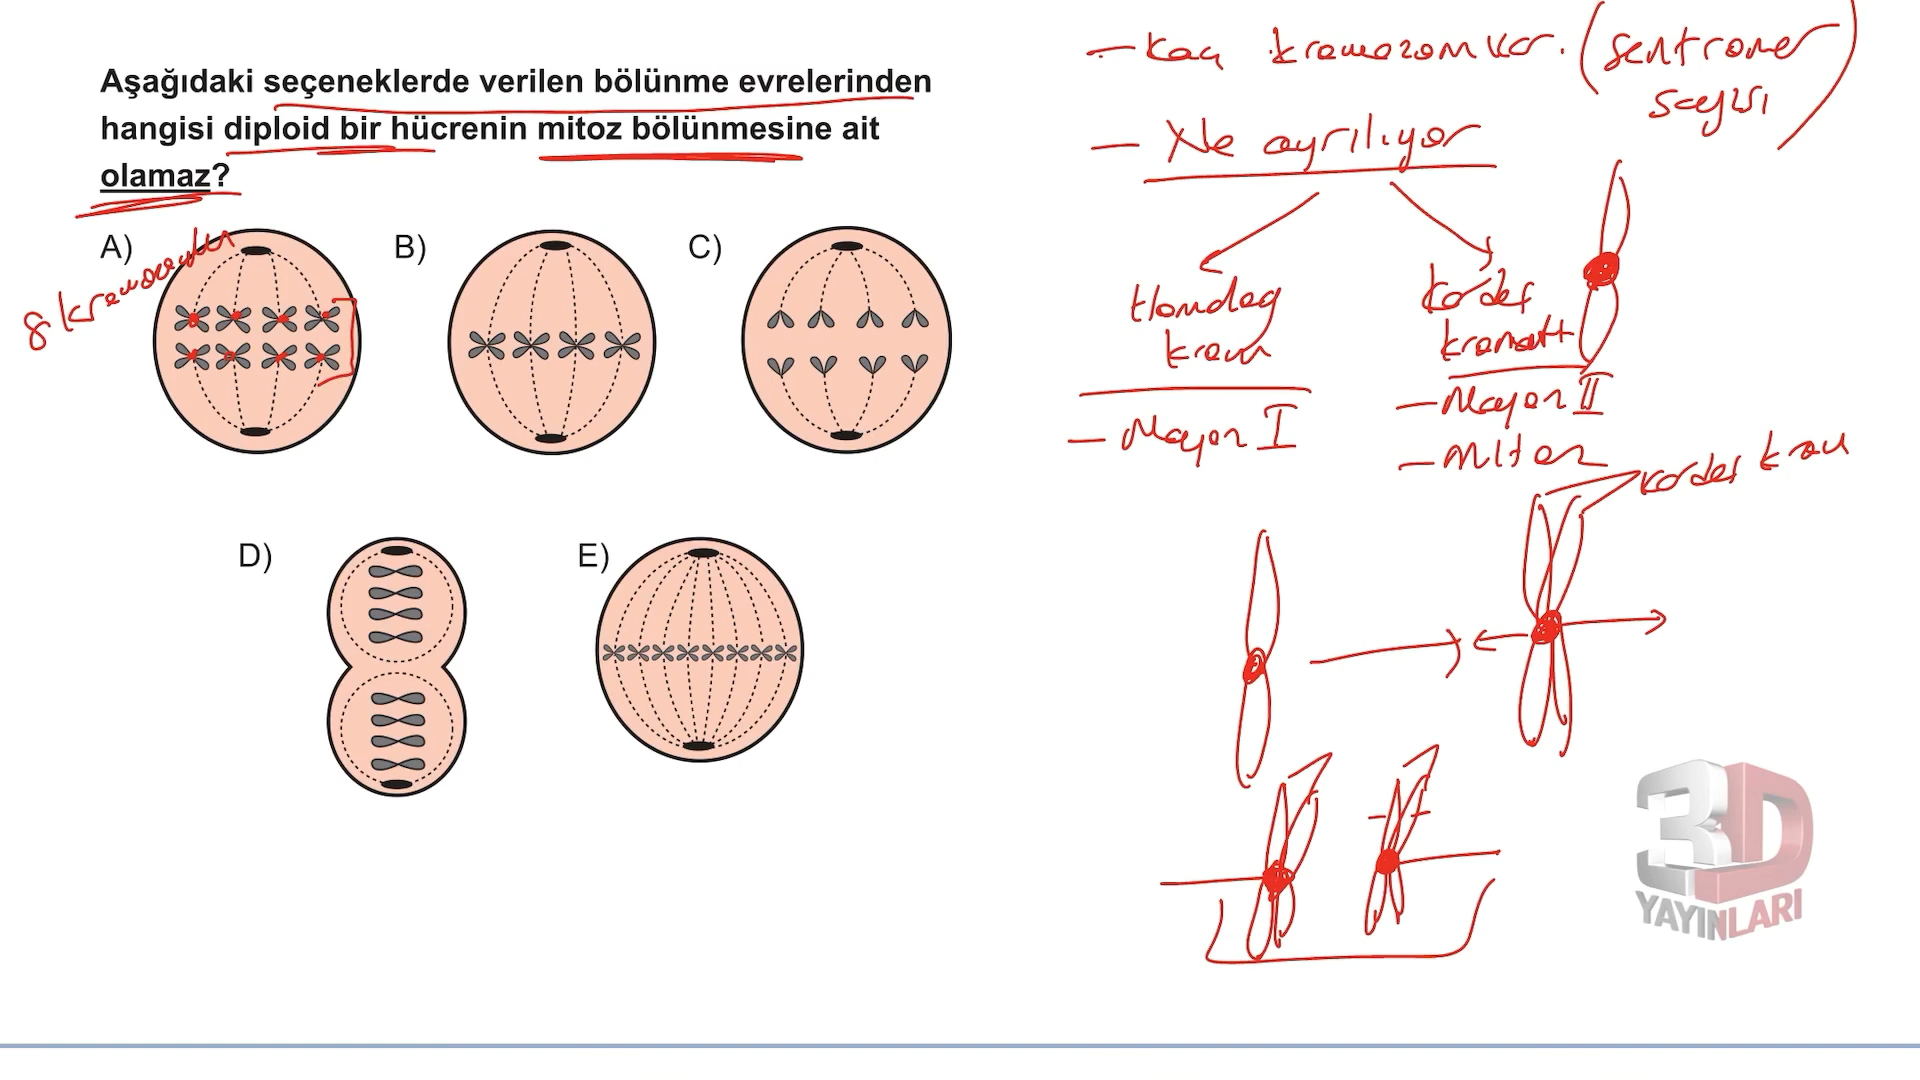 Aşağıdaki seçeneklerde verilen bölünme evrelerinden
hangisi diploid bir hücrenin mitoz bölünmesine ait
olamaz?
A)
B)
C)
D)
E)
8 kromozom
- Kaç kromozom var. (Sentromer
sayısı)
- Ne ayrılıyor
Homolog
krom
- Mayoz I
Kardeş
kromatit
- Mayoz II
- Mitoz
kardeş krom
3D
YAYINLARI